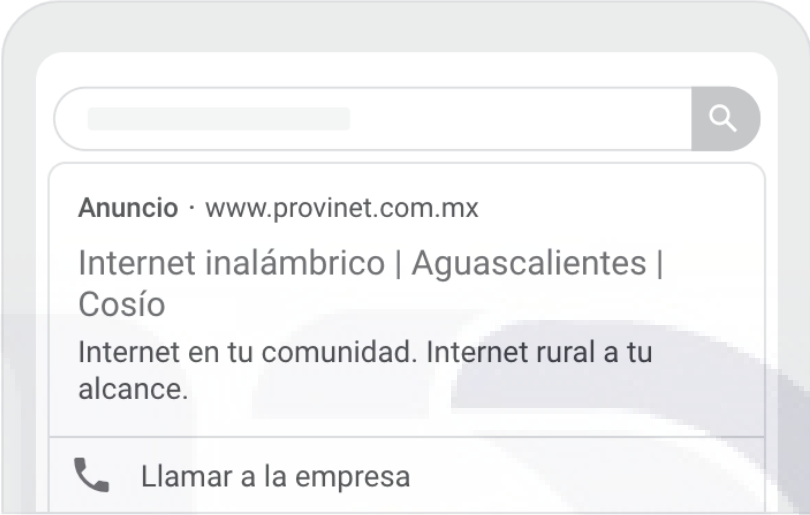 Anuncio · www.provinet.com.mx
Internet inalámbrico | Aguascalientes |
Cosío
Internet en tu comunidad. Internet rural a tu
alcance.
Llamar a la empresa